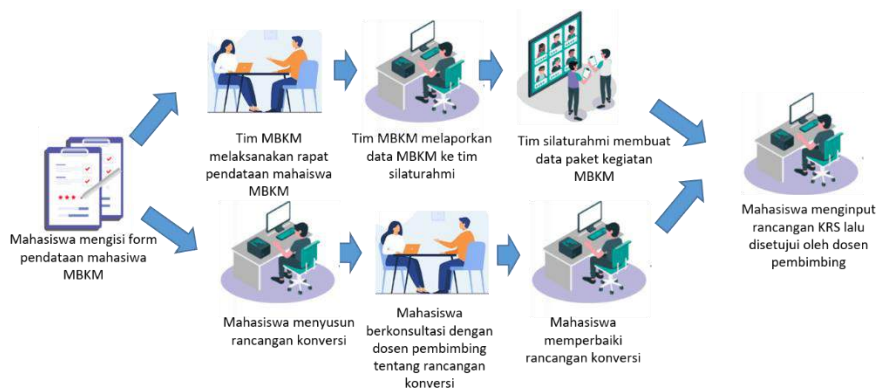 Mahasiswa mengisi form
pendataan mahasiwa
MBKM
Tim MBKM
melaksanakan rapat
pendataan mahaiswa
MBKM
Tim MBKM melaporkan
data MBKM ke tim
silaturahmi
Tim silaturahmi membuat
data paket kegiatan
MBKM
Mahasiswa menyusun
rancangan konversi
Mahasiswa
berkonsultasi dengan
dosen pembimbing
tentang rancangan
konversi
Mahasiswa
memperbaiki
rancangan konversi
Mahasiswa menginput
rancangan KRS lalu
disetujui oleh dosen
pembimbing